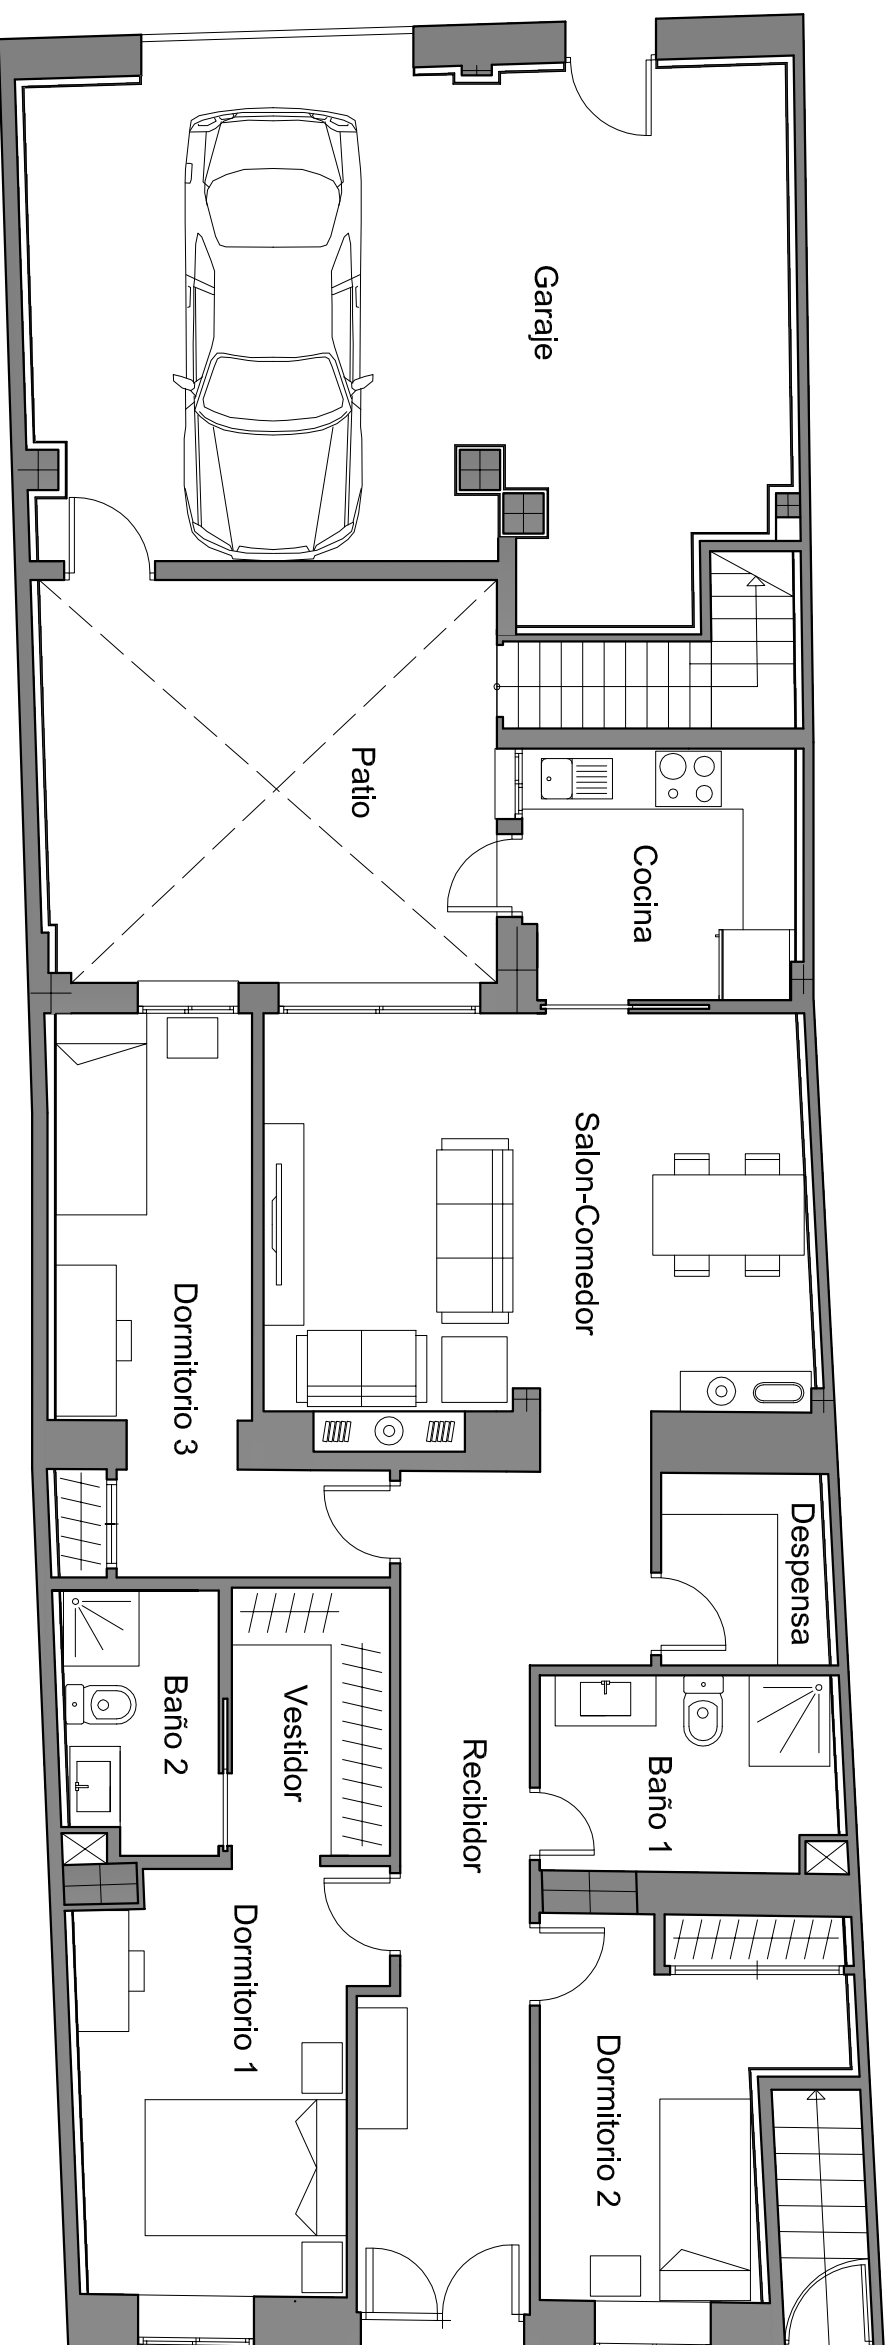 Garaje
Patio
Cocina
Salon-Comedor
Dormitorio 3
Despensa
Baño 2
Vestidor
Recibidor
Baño 1
Dormitorio 1
Dormitorio 2